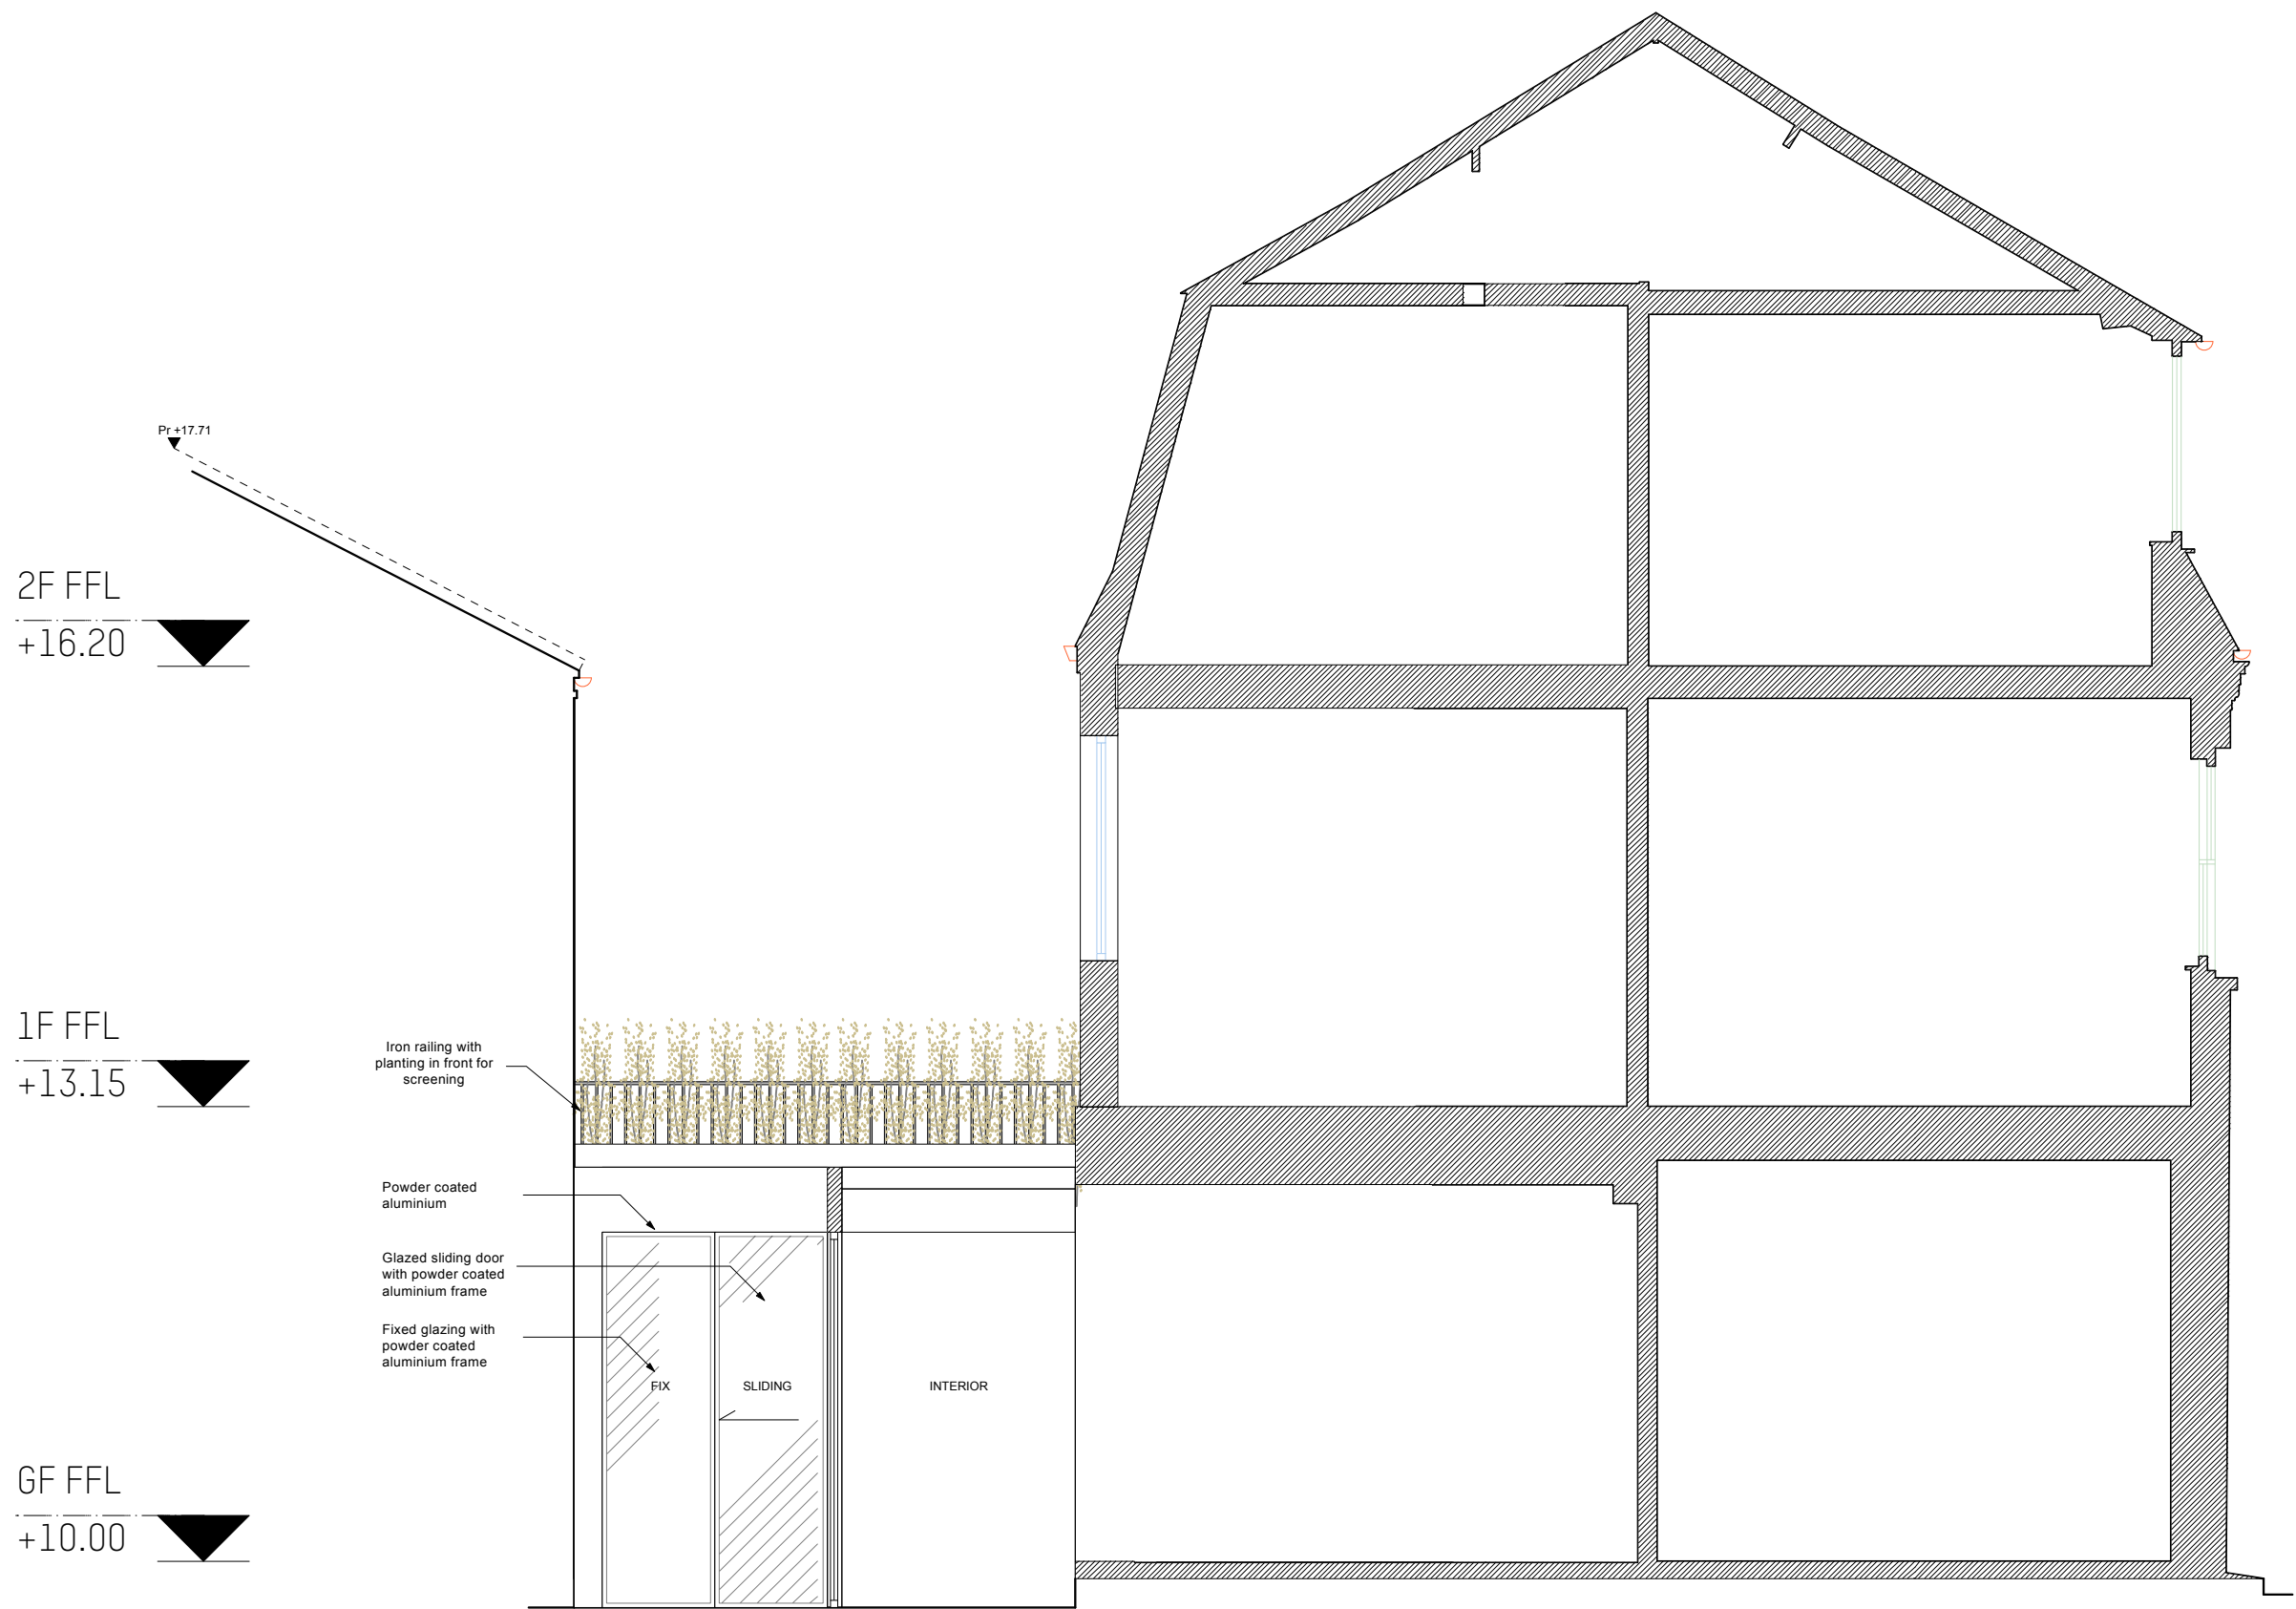 Pr +17.71
2F FFL
+16.20
1F FFL
+13.15
Iron railing with
planting in front for
screening
Powder coated
aluminium
Glazed sliding door
with powder coated
aluminium frame
Fixed glazing with
powder coated
aluminium frame
FIX
SLIDING
INTERIOR
GF FFL
+10.00